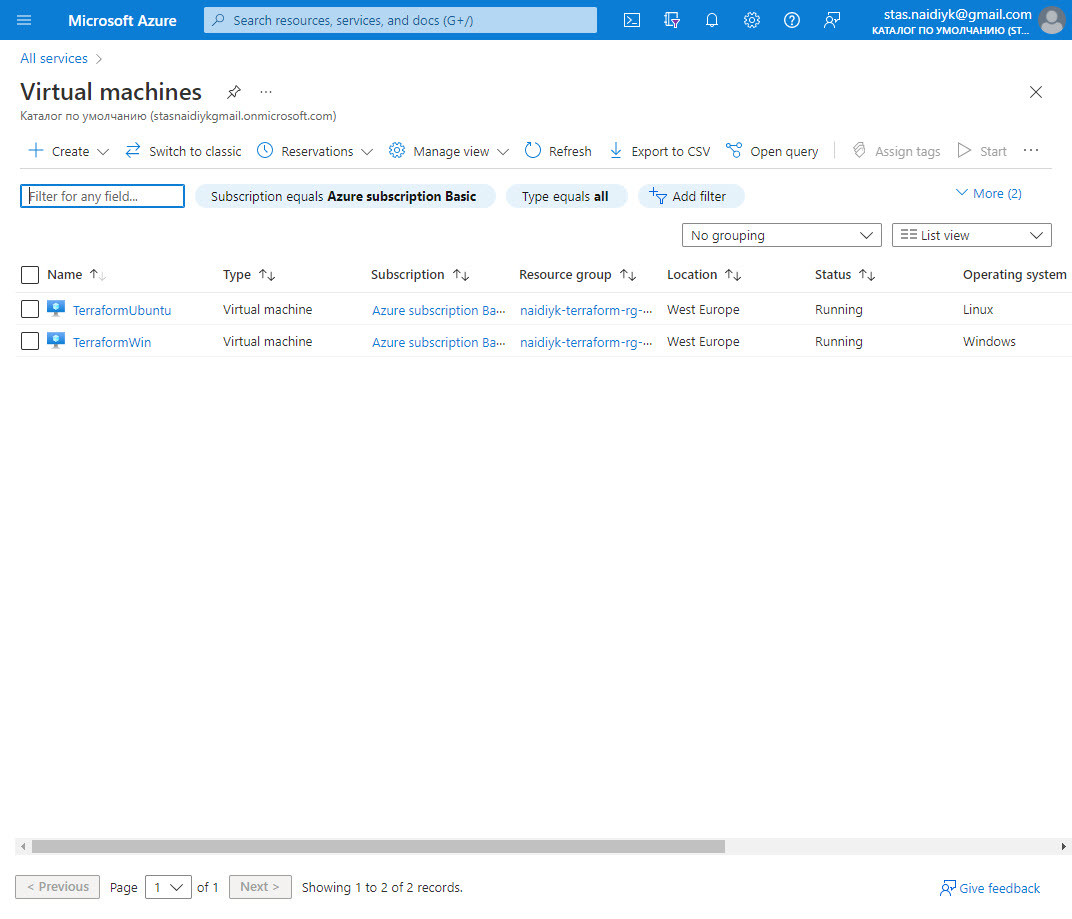 Microsoft Azure
Search resources, services, and docs (G+/)
stas.naidiyk@gmail.com
КАТАЛОГ ПО УМОЛЧАНИЮ (ST...
All services
Virtual machines
Каталог по умолчанию (stasnaidiykgmail.onmicrosoft.com)
Create Switch to classic Reservations Manage view Refresh Export to CSV Open query Assign tags Start
Filter for any field... Subscription equals Azure subscription Basic Type equals all Add filter More (2)
No grouping List view
Name Type Subscription Resource group Location Status Operating system
TerraformUbuntu Virtual machine Azure subscription Ba... naidiyk-terraform-rg-... West Europe Running Linux
TerraformWin Virtual machine Azure subscription Ba... naidiyk-terraform-rg-... West Europe Running Windows
< Previous Page 1 of 1 Next > Showing 1 to 2 of 2 records. Give feedback